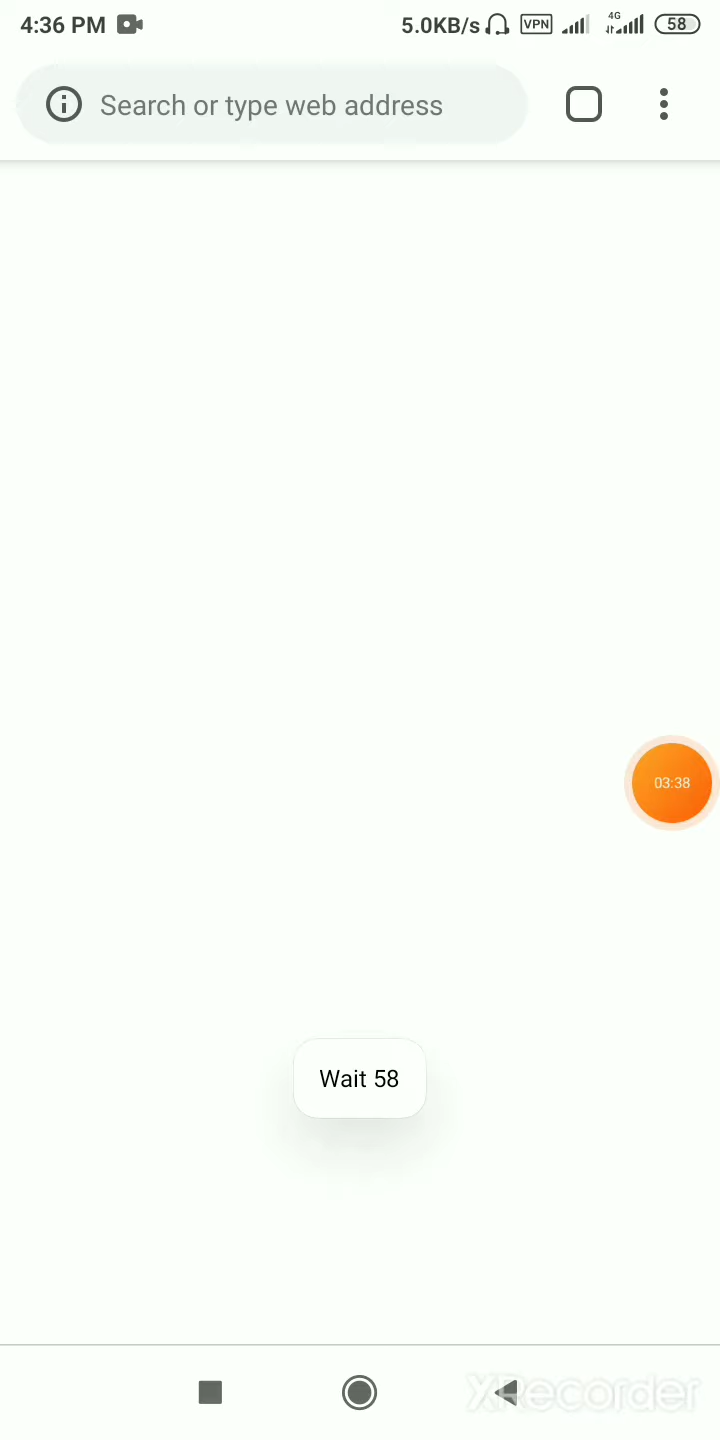 4:36 PM 5.0KB/s VPN 4G 58
Search or type web address
03:38
Wait 58
XRecorder